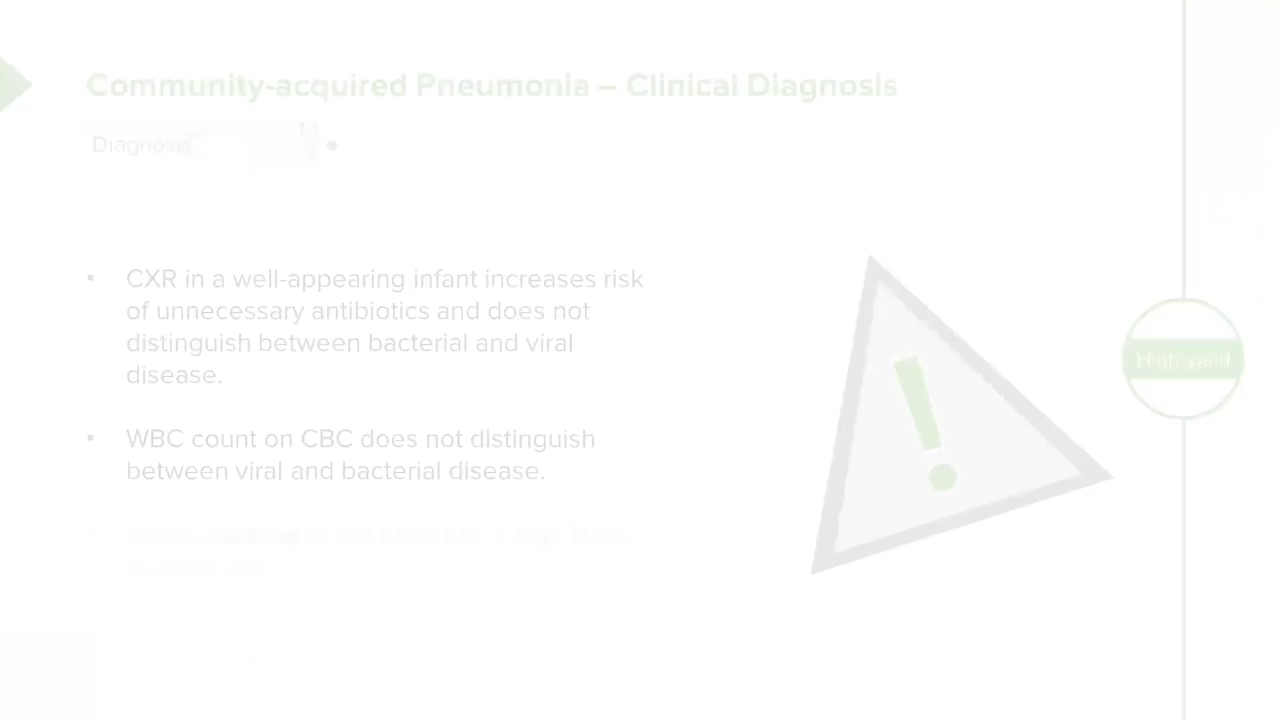 Community-acquired Pneumonia – Clinical Diagnosis
Diagnosis
• CXR in a well-appearing infant increases risk
of unnecessary antibiotics and does not
distinguish between bacterial and viral
disease.
• WBC count on CBC does not distinguish
between viral and bacterial disease.
High-yield